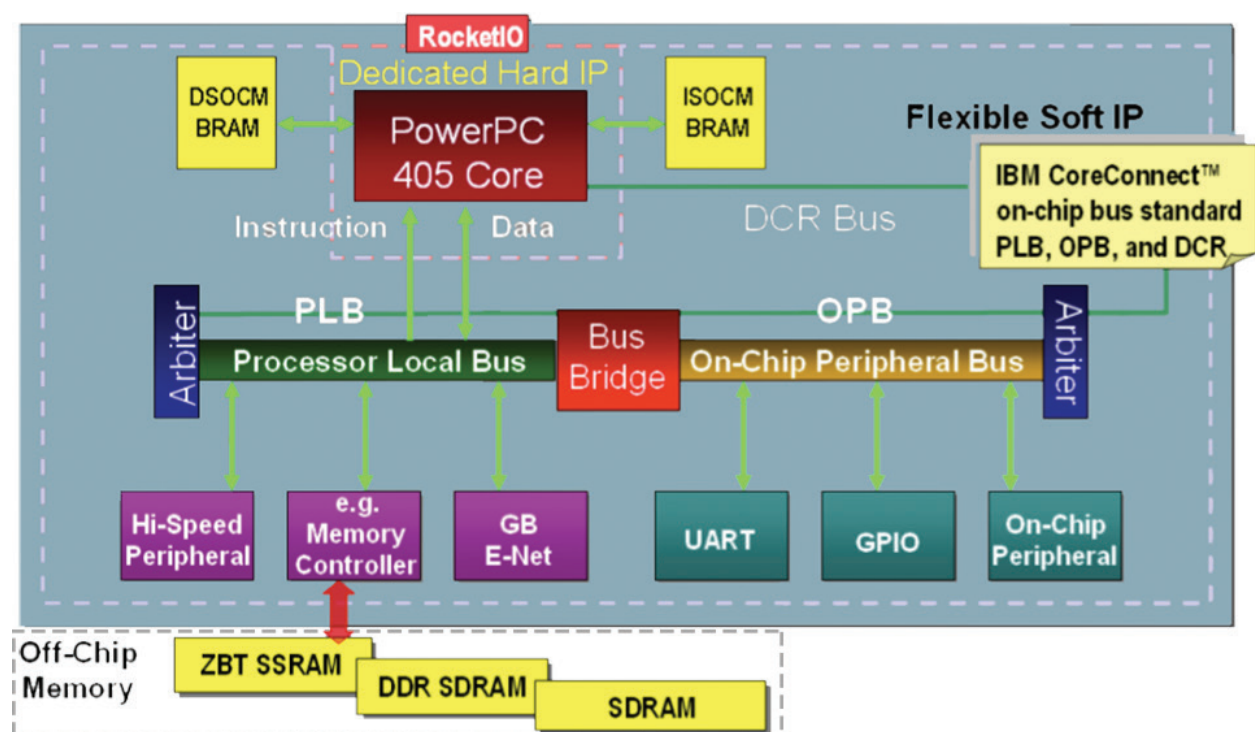 RocketIO
Dedicated Hard IP
DSOCM
BRAM
PowerPC
405 Core
ISOCM
BRAM
Flexible Soft IP
IBM CoreConnect™
on-chip bus standard
PLB, OPB, and DCR
DCR Bus
Instruction
Data
Arbiter
PLB
Processor Local Bus
Bus
Bridge
OPB
On-Chip Peripheral Bus
Arbiter
Hi-Speed
Peripheral
e.g.
Memory
Controller
GB
E-Net
UART
GPIO
On-Chip
Peripheral
Off-Chip
Memory
ZBT SSRAM
DDR SDRAM
SDRAM